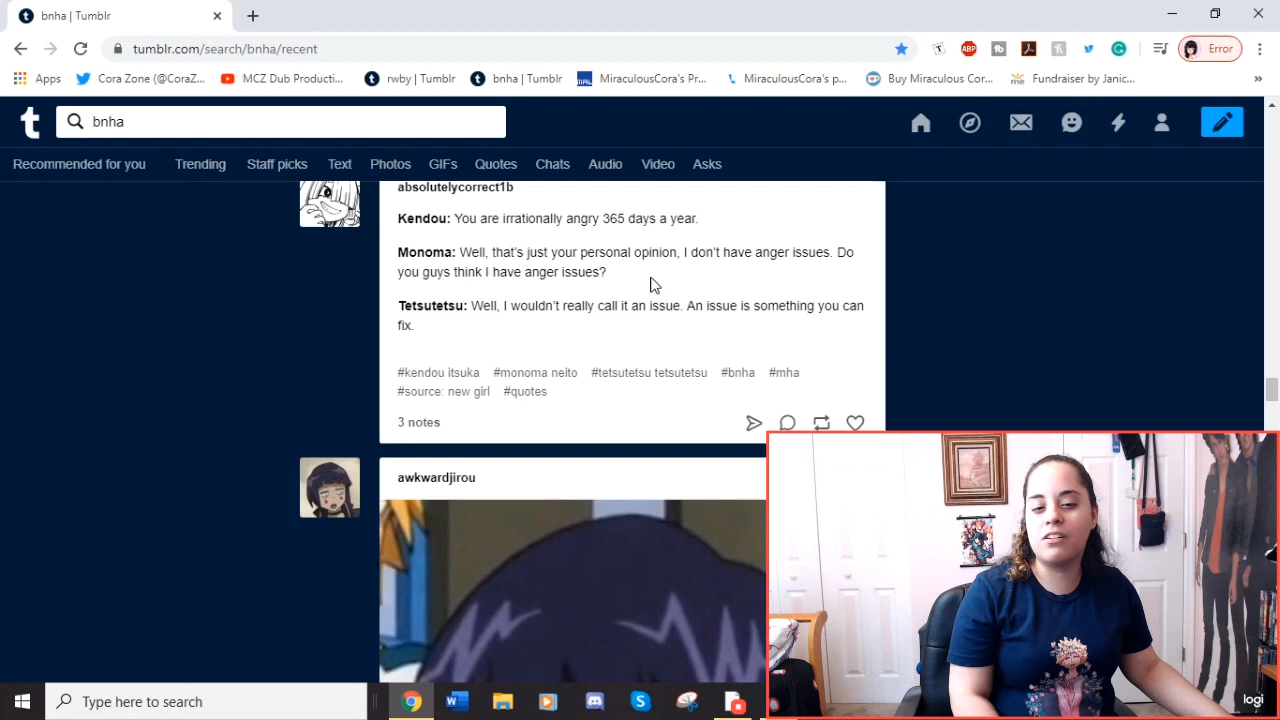 bnha | Tumblr
tumblr.com/search/bnha/recent
ABP
Error
Apps
Cora Zone (@CoraZ...
MCZ Dub Producti...
rwby | Tumblr
bnha | Tumblr
MiraculousCora's Pr...
MiraculousCora's p...
Buy Miraculous Cor...
Fundraiser by Janic...
bnha
Recommended for you
Trending
Staff picks
Text
Photos
GIFs
Quotes
Chats
Audio
Video
Asks
absolutelycorrect1b
Kendou: You are irrationally angry 365 days a year.
Monoma: Well, that's just your personal opinion, I don't have anger issues. Do
you guys think I have anger issues?
Tetsutetsu: Well, I wouldn't really call it an issue. An issue is something you can
fix.
#kendou itsuka #monoma neito #tetsutetsu tetsutetsu #bnha #mha
#source: new girl #quotes
3 notes
awkwardjirou
Type here to search
logi